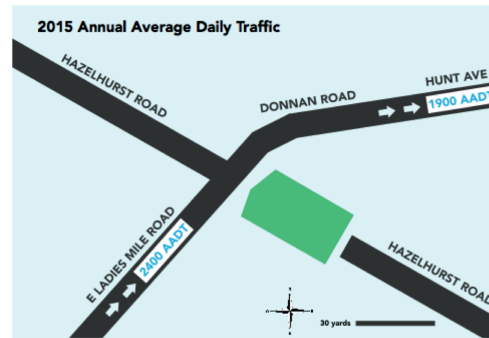 2015 Annual Average Daily Traffic
HAZELHURST ROAD
HUNT AVE
DONNAN ROAD
1900 AADT
E LADIES MILE ROAD
2400 AADT
HAZELHURST ROAD
30 yards